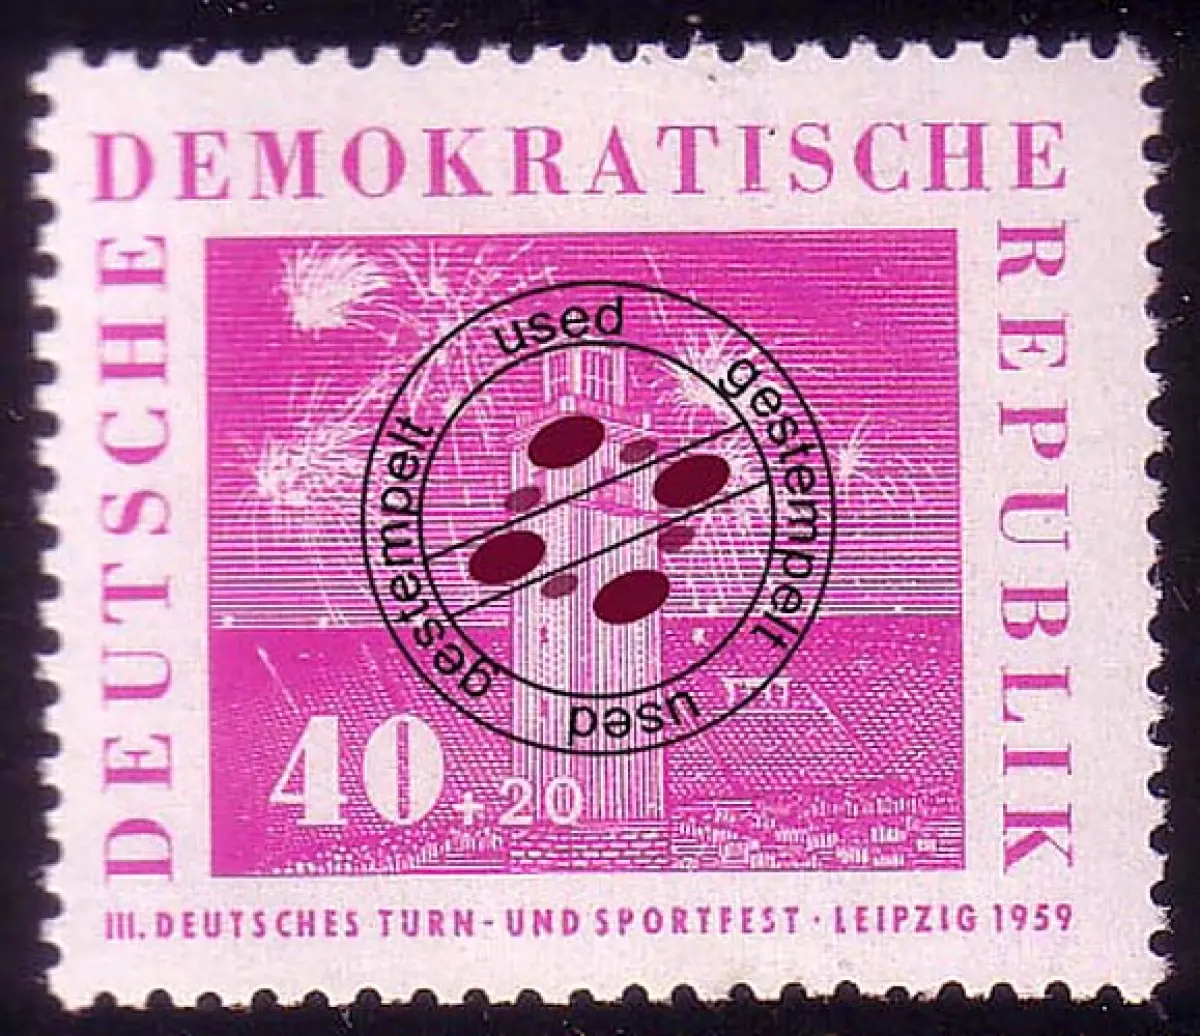 DEUTSCHE
DEMOKRATISCHE
REPUBLIK
used
gestempelt
gestempelt
used
40 + 20
III. DEUTSCHES TURN- UND SPORTFEST · LEIPZIG 1959